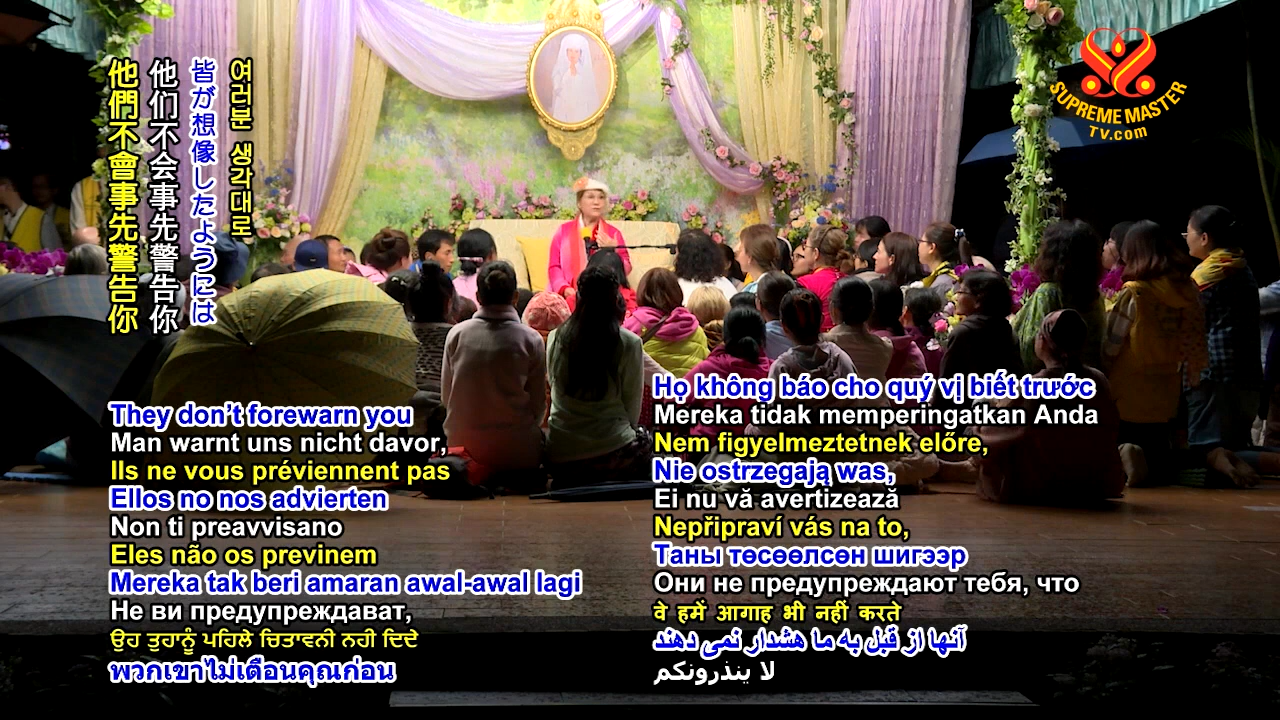 SUPREME MASTER
TV.com
여러분 생각대로
皆が想像したようには
他们不会事先警告你
他們不會事先警告你
They don't forewarn you
Man warnt uns nicht davor,
Ils ne vous préviennent pas
Ellos no nos advierten
Non ti preavvisano
Eles não os previnem
Mereka tak beri amaran awal-awal lagi
Не ви предупреждават,
ਉਹ ਤੁਹਾਨੂੰ ਪਹਿਲੇ ਚਿਤਾਵਨੀ ਨਹੀ ਦਿਦੇ
พวกเขาไม่เตือนคุณก่อน
Họ không báo cho quý vị biết trước
Mereka tidak memperingatkan Anda
Nem figyelmeztetnek előre,
Nie ostrzegają was,
Ei nu vă avertizează
Nepřipraví vás na to,
Таны төсөөлсөн шигээр
Они не предупреждают тебя, что
वे हमें आगाह भी नहीं करते
آنها از قبل به ما هشدار نمی دهند
لا ينذرونكم